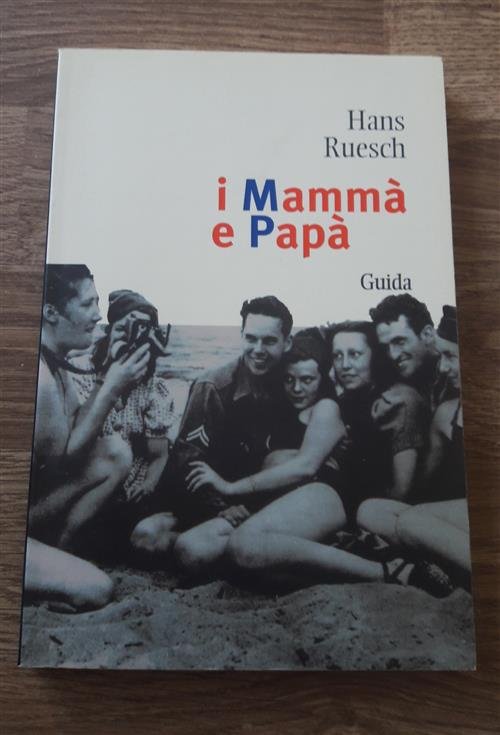 Hans
Ruesch
i Mammà
e Papà
Guida